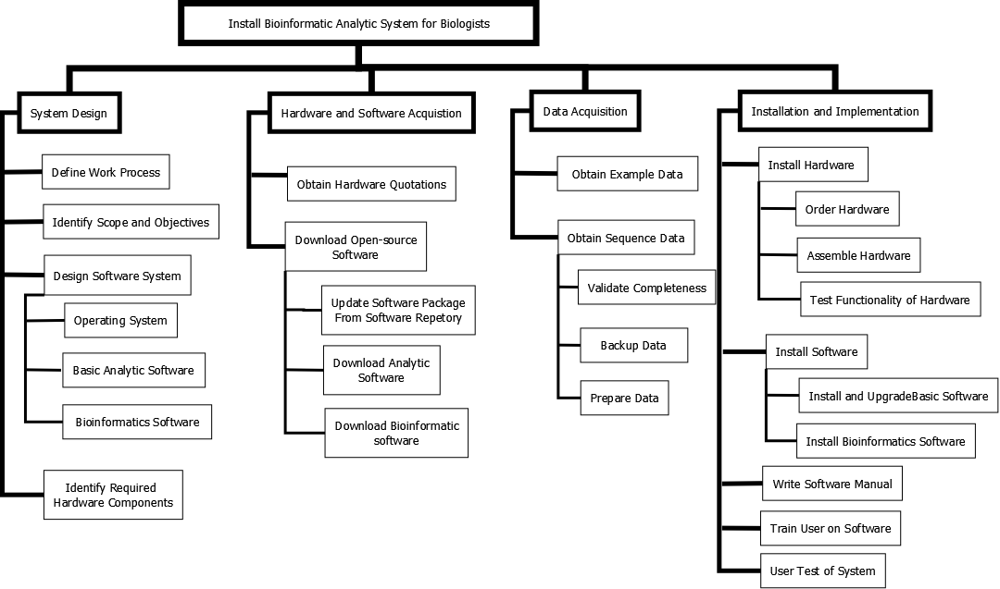 Install Bioinformatic Analytic System for Biologists
System Design
Define Work Process
Identify Scope and Objectives
Design Software System
Operating System
Basic Analytic Software
Bioinformatics Software
Identify Required
Hardware Components
Hardware and Software Acquistion
Obtain Hardware Quotations
Download Open-source
Software
Update Software Package
From Software Repetory
Download Analytic
Software
Download Bioinformatic
software
Data Acquisition
Obtain Example Data
Obtain Sequence Data
Validate Completeness
Backup Data
Prepare Data
Installation and Implementation
Install Hardware
Order Hardware
Assemble Hardware
Test Functionality of Hardware
Install Software
Install and UpgradeBasic Software
Install Bioinformatics Software
Write Software Manual
Train User on Software
User Test of System